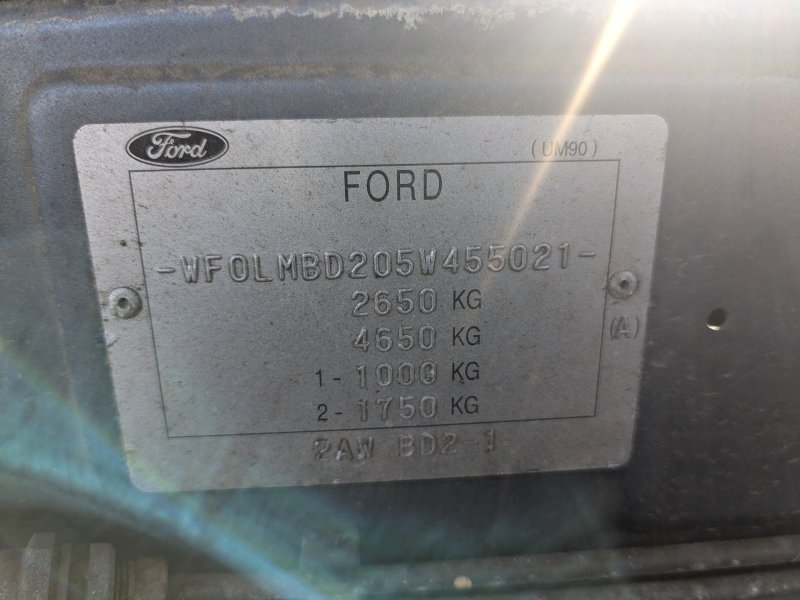 Ford (UM90)
FORD
-WF0LMBD205W455021-
2650 KG
4650 KG
(A)
1-1000 KG
2-1750 KG
2AW BD2 1